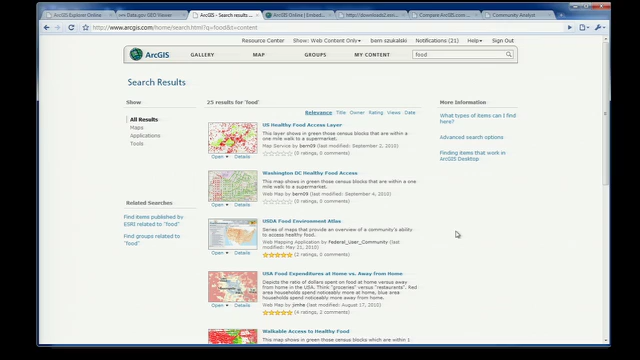 ArcGIS Explorer Online
Data.gov GEO Viewer
ArcGIS - Search results
ArcGIS Online | Embed...
Compare ArcGIS.com ...
Community Analyst
http://www.arcgis.com/home/search.html?q=food&t=content
Resource Center
Show: Web Content Only
bern szukalski
Notifications (21)
Help
Sign Out
ArcGIS
GALLERY
MAP
GROUPS
MY CONTENT
food
Search Results
Show
All Results
Maps
Applications
Tools
Related Searches
Find items published by
ESRI related to "food"
Find groups related to
"food"
25 results for 'food'
Relevance Title Owner Rating Views Date
US Healthy Food Access Layer
This layer shows in green those census blocks that are within a
one mile walk to a supermarket.
Map Service by bern09 (last modified: September 2, 2010)
(0 ratings, 0 comments)
Open Details
Washington DC Healthy Food Access
This map shows in green those census blocks that are within a one
mile walk to a supermarket.
Web Map by bern09 (last modified: September 4, 2010)
(0 ratings, 0 comments)
Open Details
USDA Food Environment Atlas
Series of maps that provide an overview of a community's ability
to access healthy food.
Web Mapping Application by Federal_User_Community (last
modified: May 21, 2010)
(2 ratings, 0 comments)
Open Details
USA Food Expenditures at Home vs. Away from Home
Depicts the ratio of dollars spent on food at home versus away
from home in the USA. Think "groceries" versus "restaurants". Red
area households spend noticeably more at home, blue area
households spend noticeably more away from home.
Web Map by jimhe (last modified: August 17, 2010)
(4 ratings, 2 comments)
Open Details
Walkable Access to Healthy Food
This map shows in green those census blocks which are within 1
More Information
What types of items can I find
here?
Advanced search options
Finding items that work in
ArcGIS Desktop